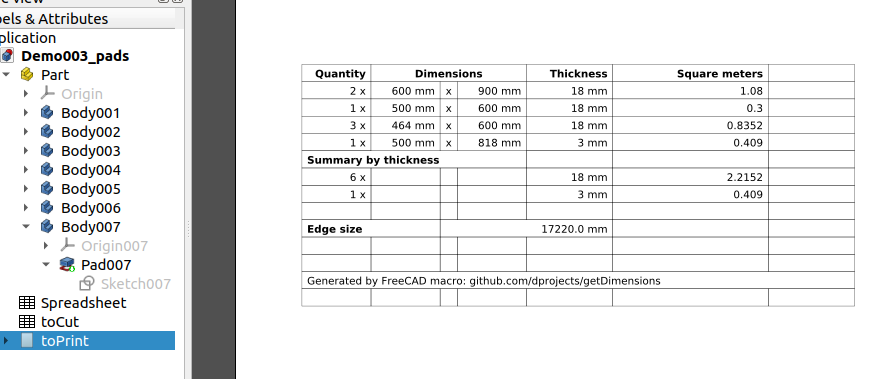 els & Attributes
plication
Demo003_pads
Part
Origin
Body001
Body002
Body003
Body004
Body005
Body006
Body007
Origin007
Pad007
Sketch007
Spreadsheet
toCut
toPrint
Quantity Dimensions Thickness Square meters
2 x 600 mm x 900 mm 18 mm 1.08
1 x 500 mm x 600 mm 18 mm 0.3
3 x 464 mm x 600 mm 18 mm 0.8352
1 x 500 mm x 818 mm 3 mm 0.409
Summary by thickness
6 x 18 mm 2.2152
1 x 3 mm 0.409
Edge size 17220.0 mm
Generated by FreeCAD macro: github.com/dprojects/getDimensions